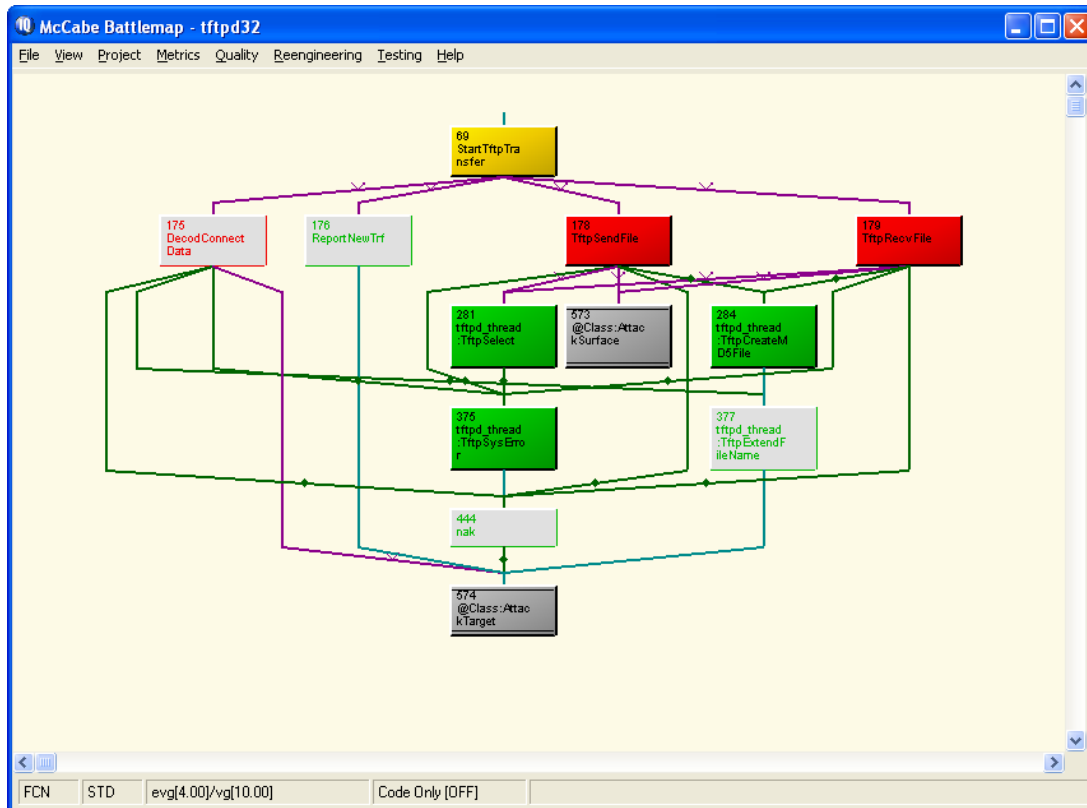 McCabe Battlemap - tftpd32
File View Project Metrics Quality Reengineering Testing Help
69
StartTftpTra
nsfer
175
DecodConnect
Data
176
ReportNewTrf
178
TftpSendFile
179
TftpRecvFile
281
tftpd_thread
:TftpSelect
573
@Class:Attac
kSurface
284
tftpd_thread
:TftpCreateM
D5File
375
tftpd_thread
:TftpSysErro
r
377
tftpd_thread
:TftpExtendF
ileName
444
nak
574
@Class:Attac
kTarget
FCN STD evg[4.00]/vg[10.00] Code Only [OFF]